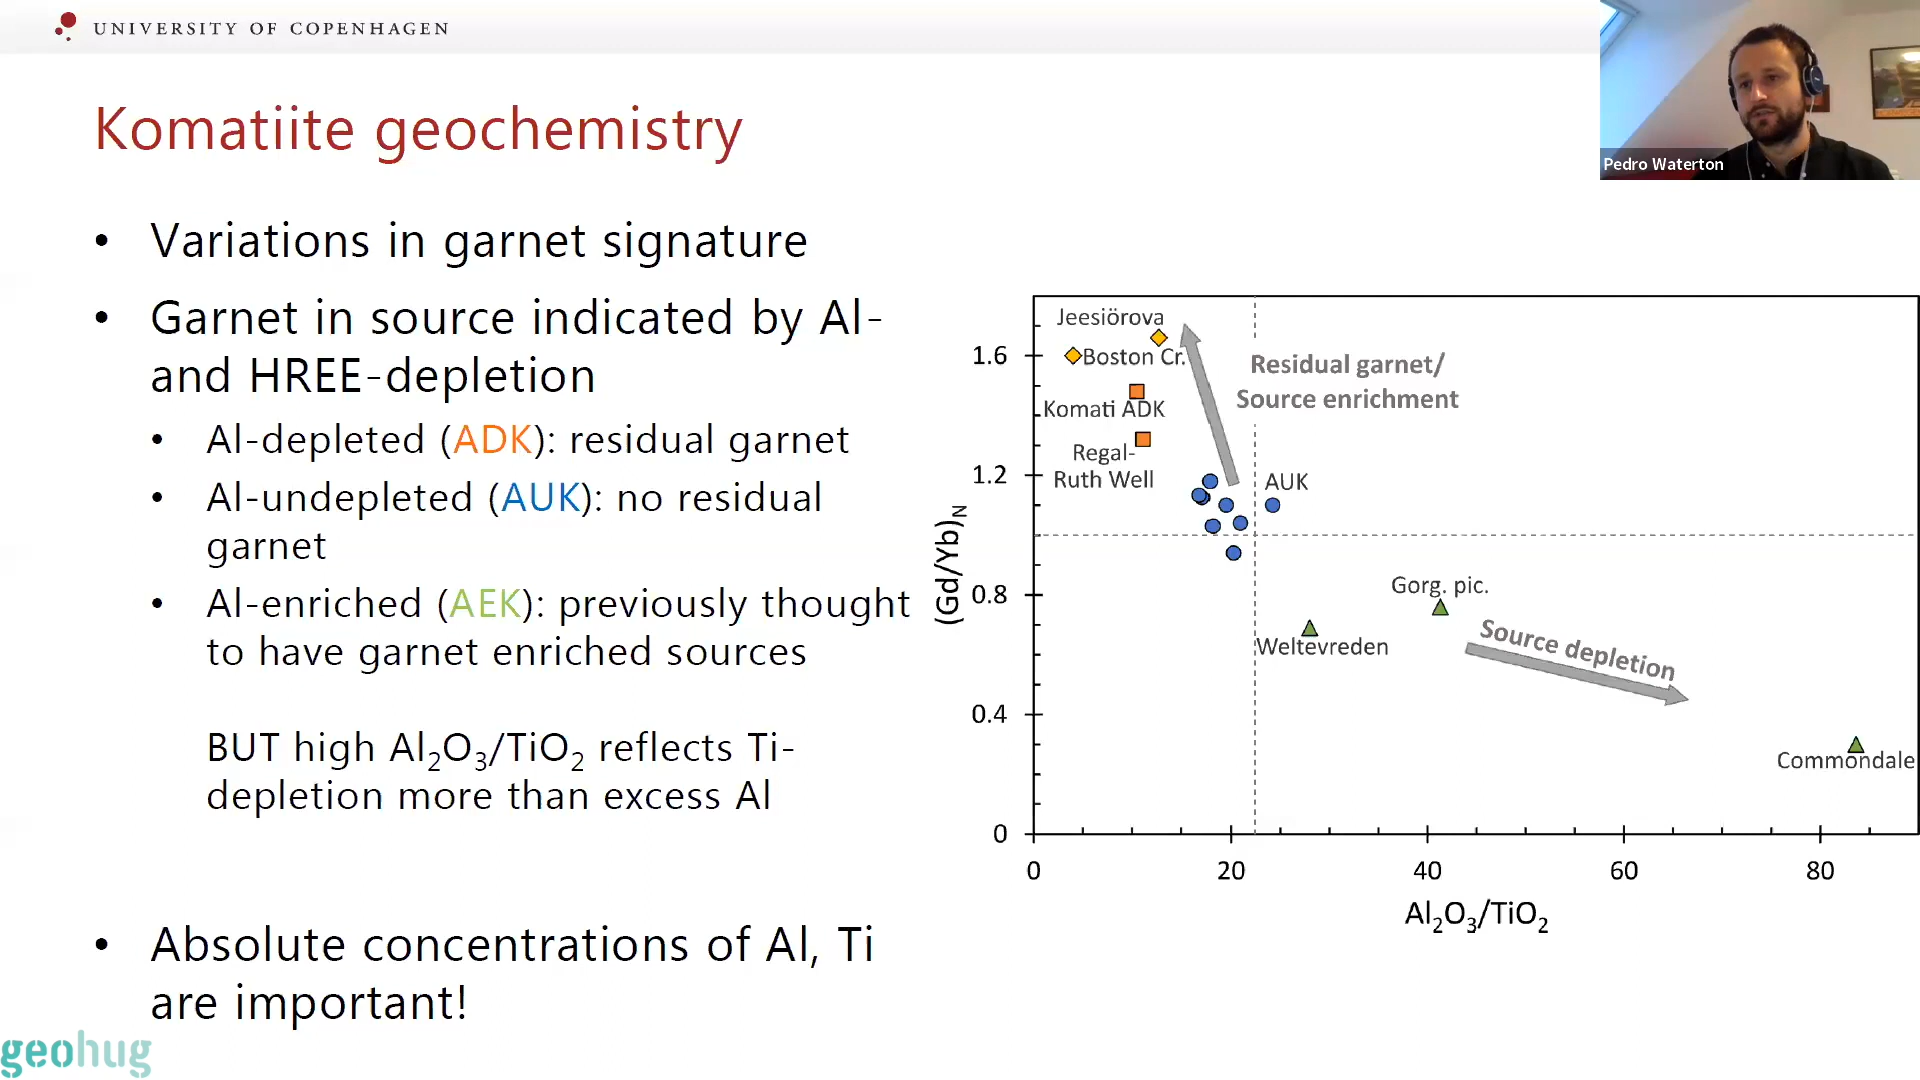 UNIVERSITY OF COPENHAGEN
Pedro Waterton
Komatiite geochemistry
• Variations in garnet signature
• Garnet in source indicated by Al-
and HREE-depletion
• Al-depleted (ADK): residual garnet
• Al-undepleted (AUK): no residual
garnet
• Al-enriched (AEK): previously thought
to have garnet enriched sources
BUT high Al₂O₃/TiO₂ reflects Ti-
depletion more than excess Al
• Absolute concentrations of Al, Ti
are important!
geohug
(Gd/Yb)N
1.6
1.2
0.8
0.4
0
Jeesiörova
Boston Cr.
Komati ADK
Regal-
Ruth Well
Residual garnet/
Source enrichment
AUK
Gorg. pic.
Weltevreden
Source depletion
Commondale
0 20 40 60 80
Al₂O₃/TiO₂